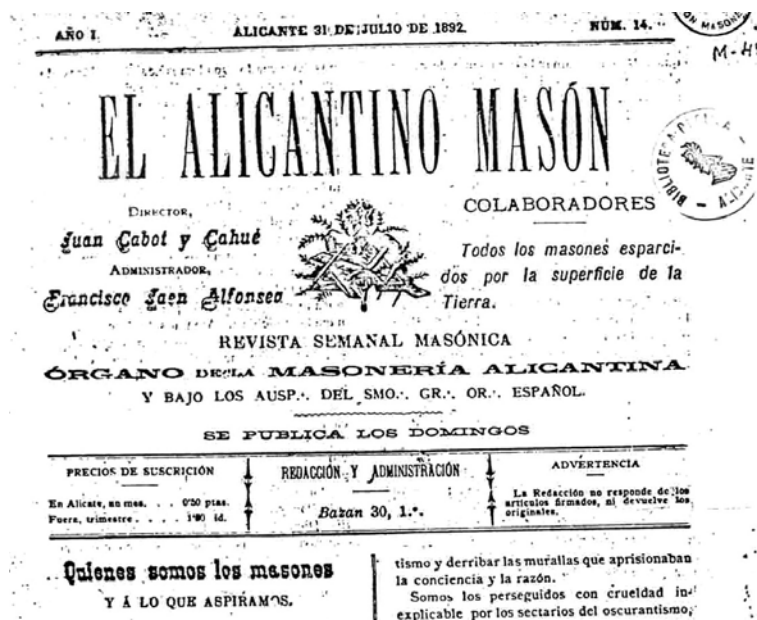 AÑO I.
ALICANTE 31 DE JULIO DE 1892.
NÚM. 14.
M-4
EL ALICANTINO MASÓN
BIBLIOTECA
DIRECTOR,
Juan Cabot y Cahué
ADMINISTRADOR,
Francisco Jaen Alfonsea
COLABORADORES
Todos los masones esparci-
dos por la superficie de la
Tierra.
REVISTA SEMANAL MASÓNICA
ÓRGANO DE LA MASONERÍA ALICANTINA
Y BAJO LOS AUSP.·. DEL SMO.·. GR.·. OR.·. ESPAÑOL.
SE PUBLICA LOS DOMINGOS
PRECIOS DE SUSCRICIÓN
En Alicate, un mes. . . 0'50 ptas.
Fuera, trimestre . . . . 1'80 id.
REDACCIÓN Y ADMINISTRACIÓN
Bazan 30, 1.º.
ADVERTENCIA
La Redacción no responde de los
artículos firmados, ni devuelve los
originales.
Quienes somos los masones
Y Á LO QUE ASPIRAMOS.
tismo y derribar las murallas que aprisionaban
la conciencia y la razón.
Somos los perseguidos con crueldad in-
explicable por los sectarios del oscurantismo,